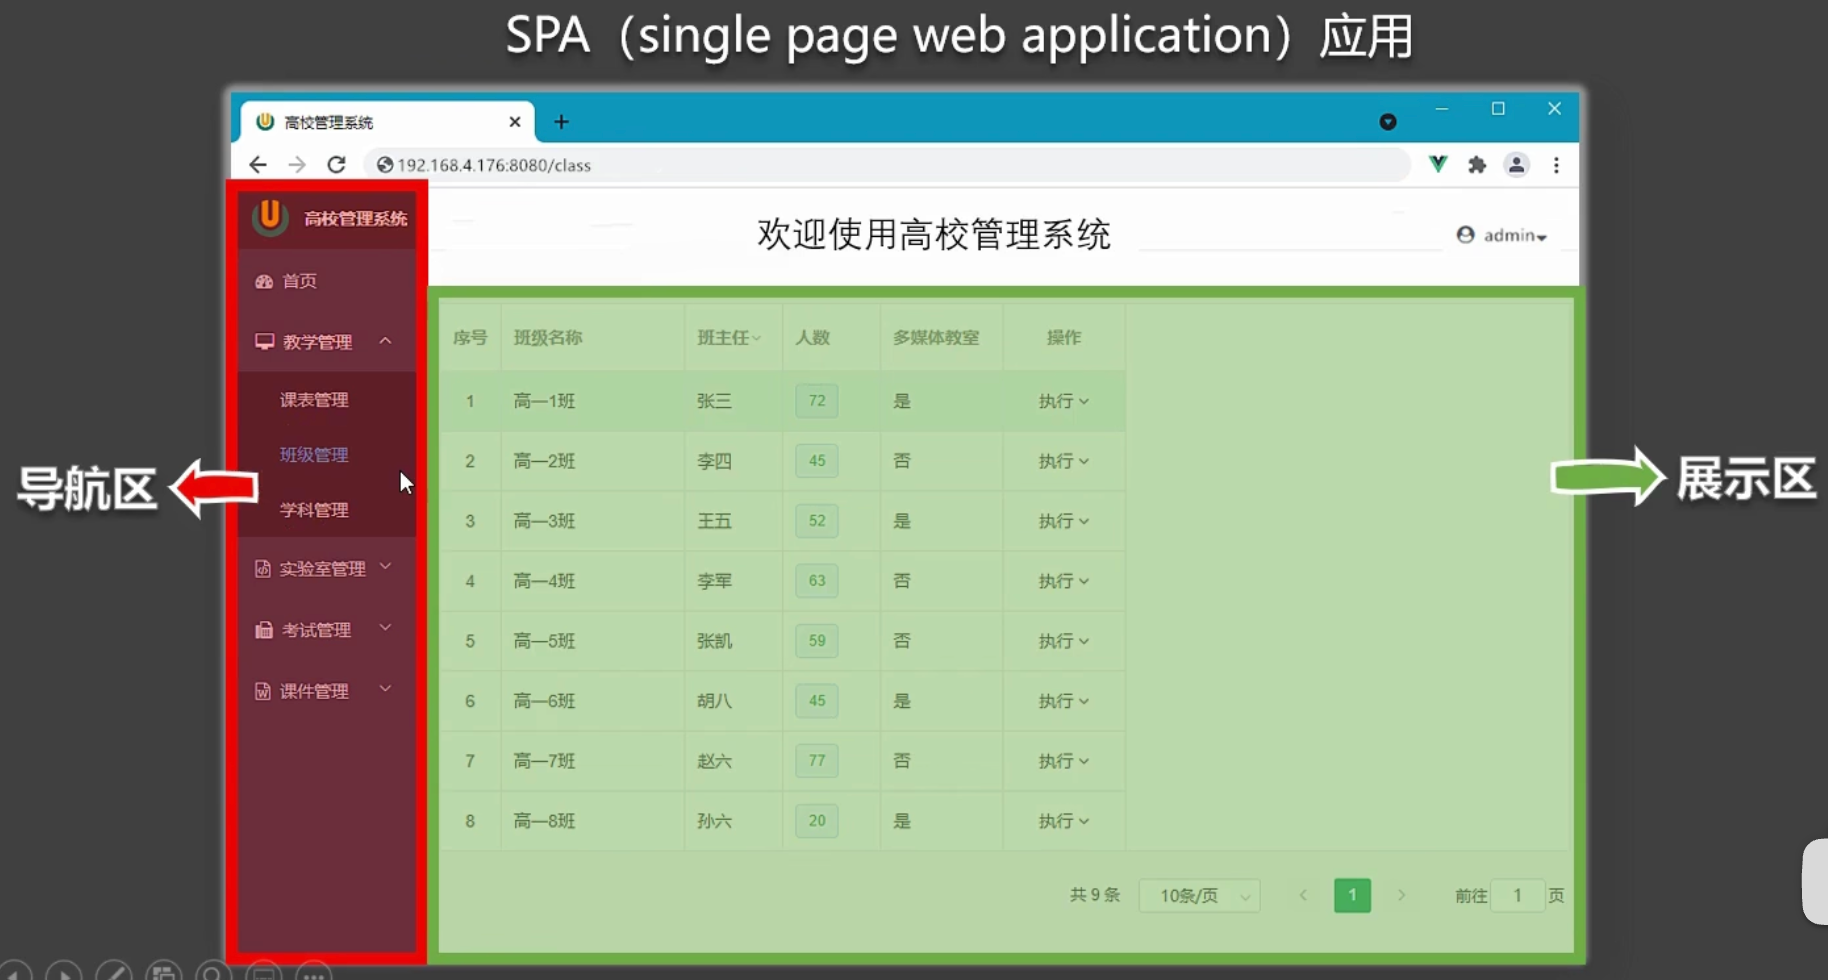 SPA（single page web application）应用
高校管理系统
192.168.4.176:8080/class
高校管理系统
欢迎使用高校管理系统
admin
首页
教学管理
课表管理
班级管理
学科管理
实验室管理
考试管理
课件管理
导航区
展示区
序号 班级名称 班主任 人数 多媒体教室 操作
1 高一1班 张三 72 是 执行
2 高一2班 李四 45 否 执行
3 高一3班 王五 52 是 执行
4 高一4班 李军 63 否 执行
5 高一5班 张凯 59 否 执行
6 高一6班 胡八 45 是 执行
7 高一7班 赵六 77 否 执行
8 高一8班 孙六 20 是 执行
共 9 条 10条/页 1 前往 1 页